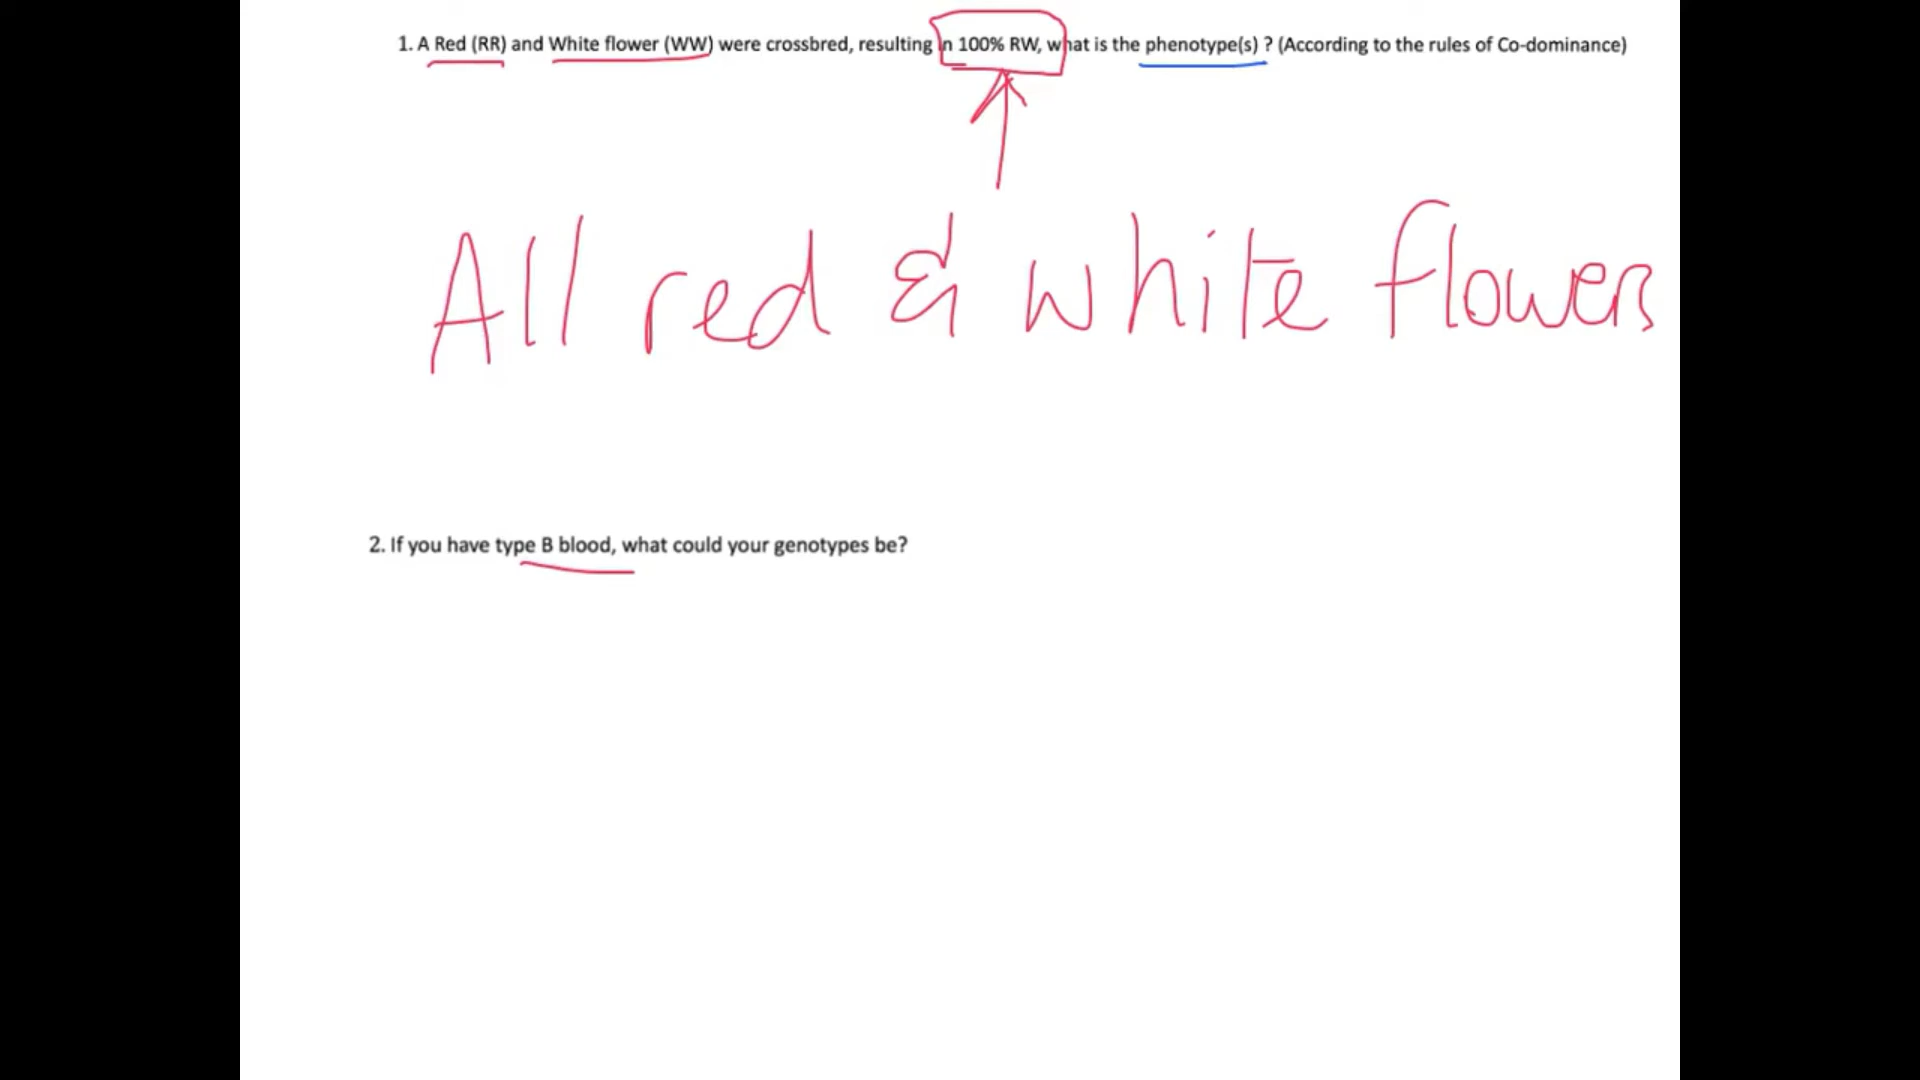 1. A Red (RR) and White flower (WW) were crossbred, resulting in 100% RW, what is the phenotype(s) ? (According to the rules of Co-dominance)
All red & white flowers
2. If you have type B blood, what could your genotypes be?